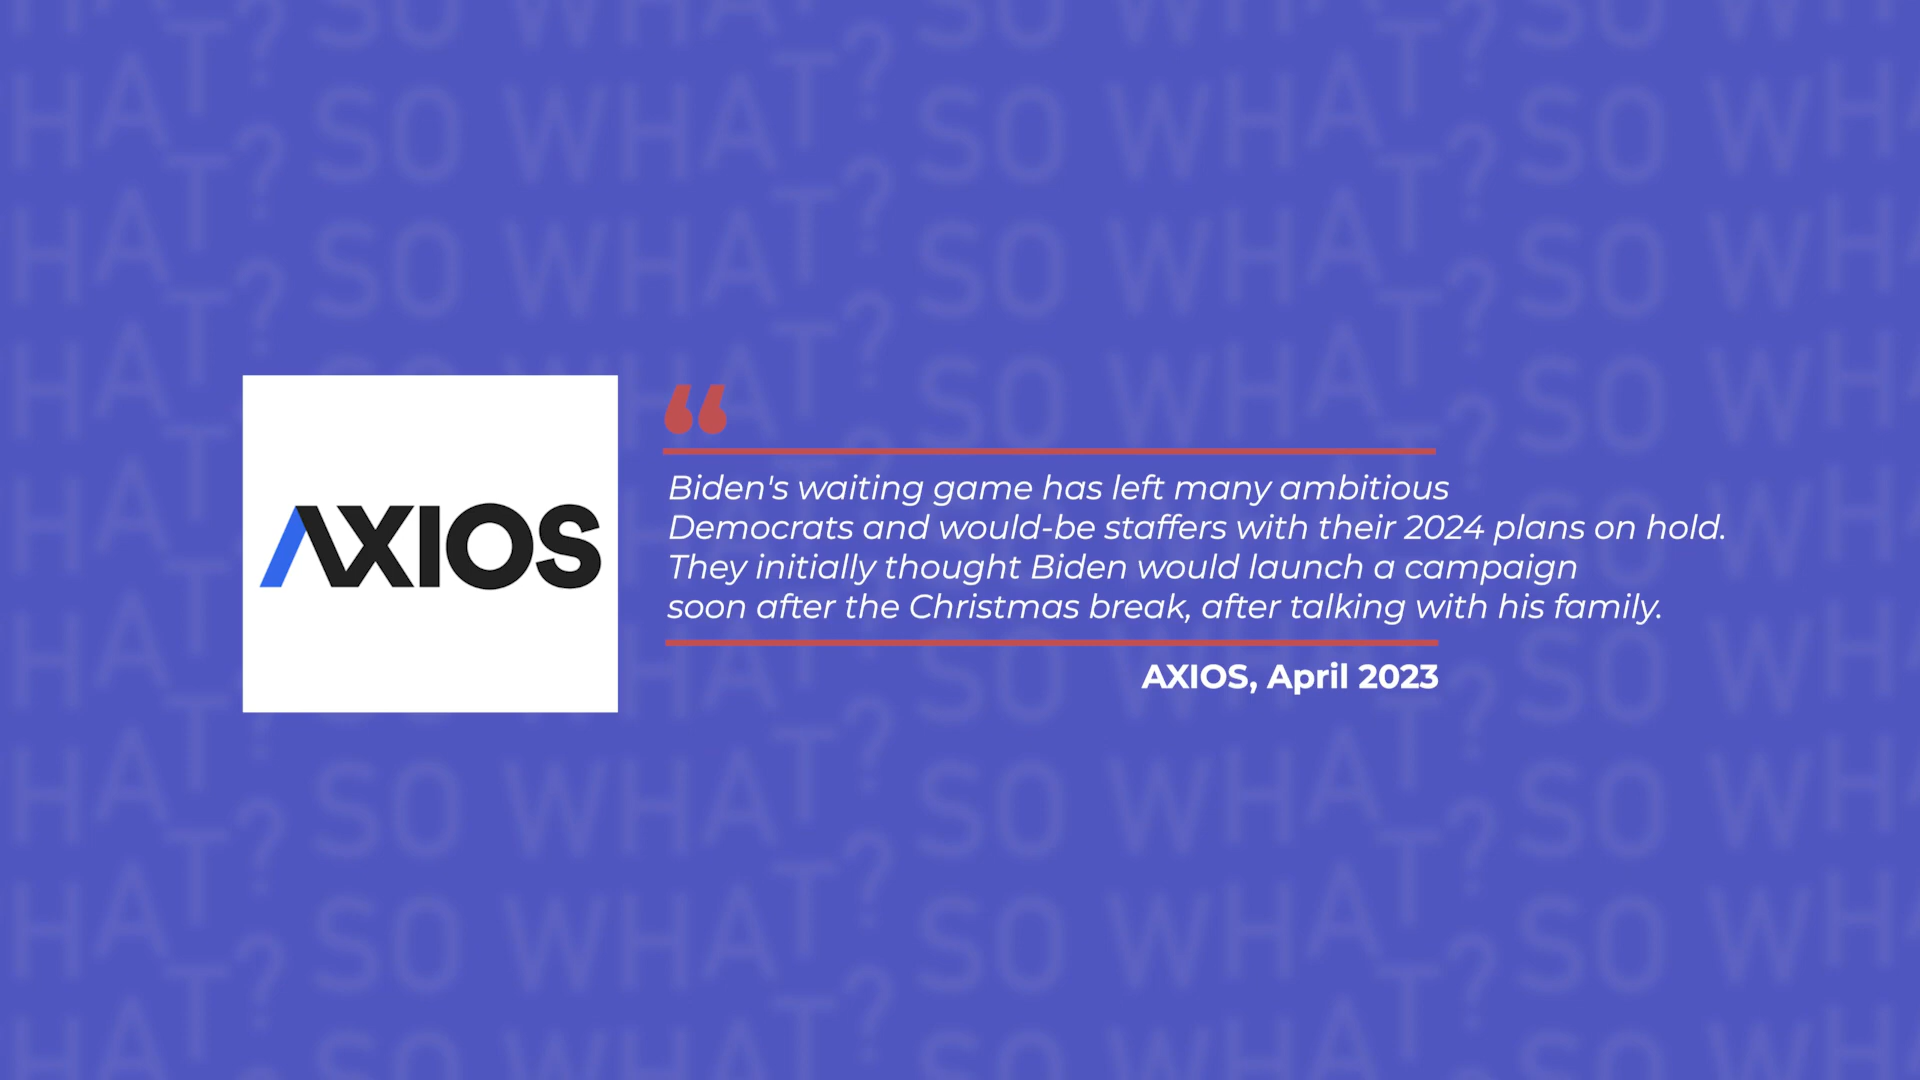 SO WHAT?
AXIOS
“
Biden's waiting game has left many ambitious
Democrats and would-be staffers with their 2024 plans on hold.
They initially thought Biden would launch a campaign
soon after the Christmas break, after talking with his family.
AXIOS, April 2023